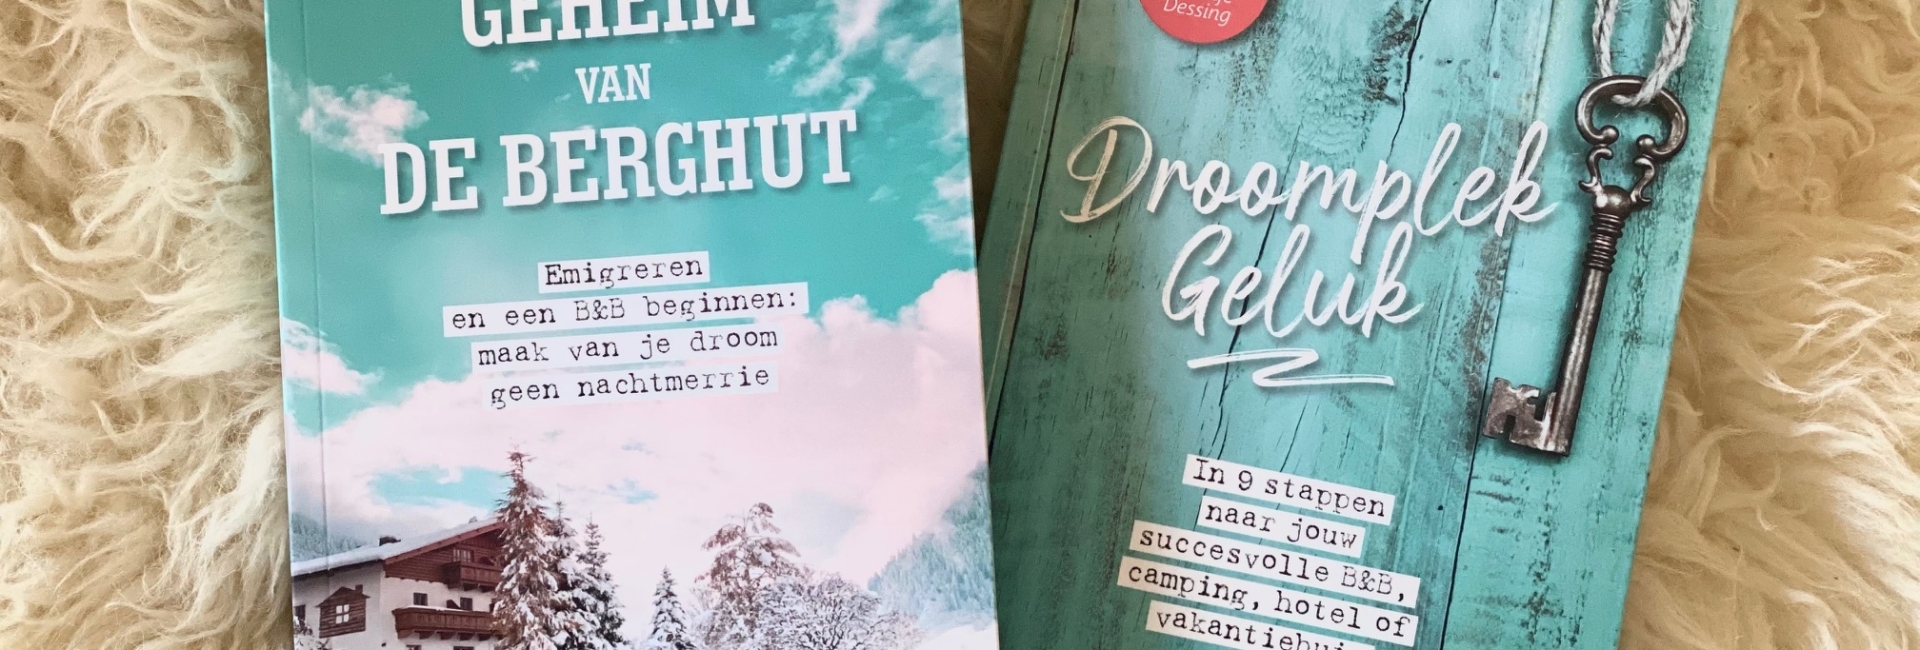 GEHEIM
VAN
DE BERGHUT
Emigreren
en een B&B beginnen:
maak van je droom
geen nachtmerrie
Dessing
Droomplek
Geluk
In 9 stappen
naar jouw
succesvolle B&B,
camping, hotel of